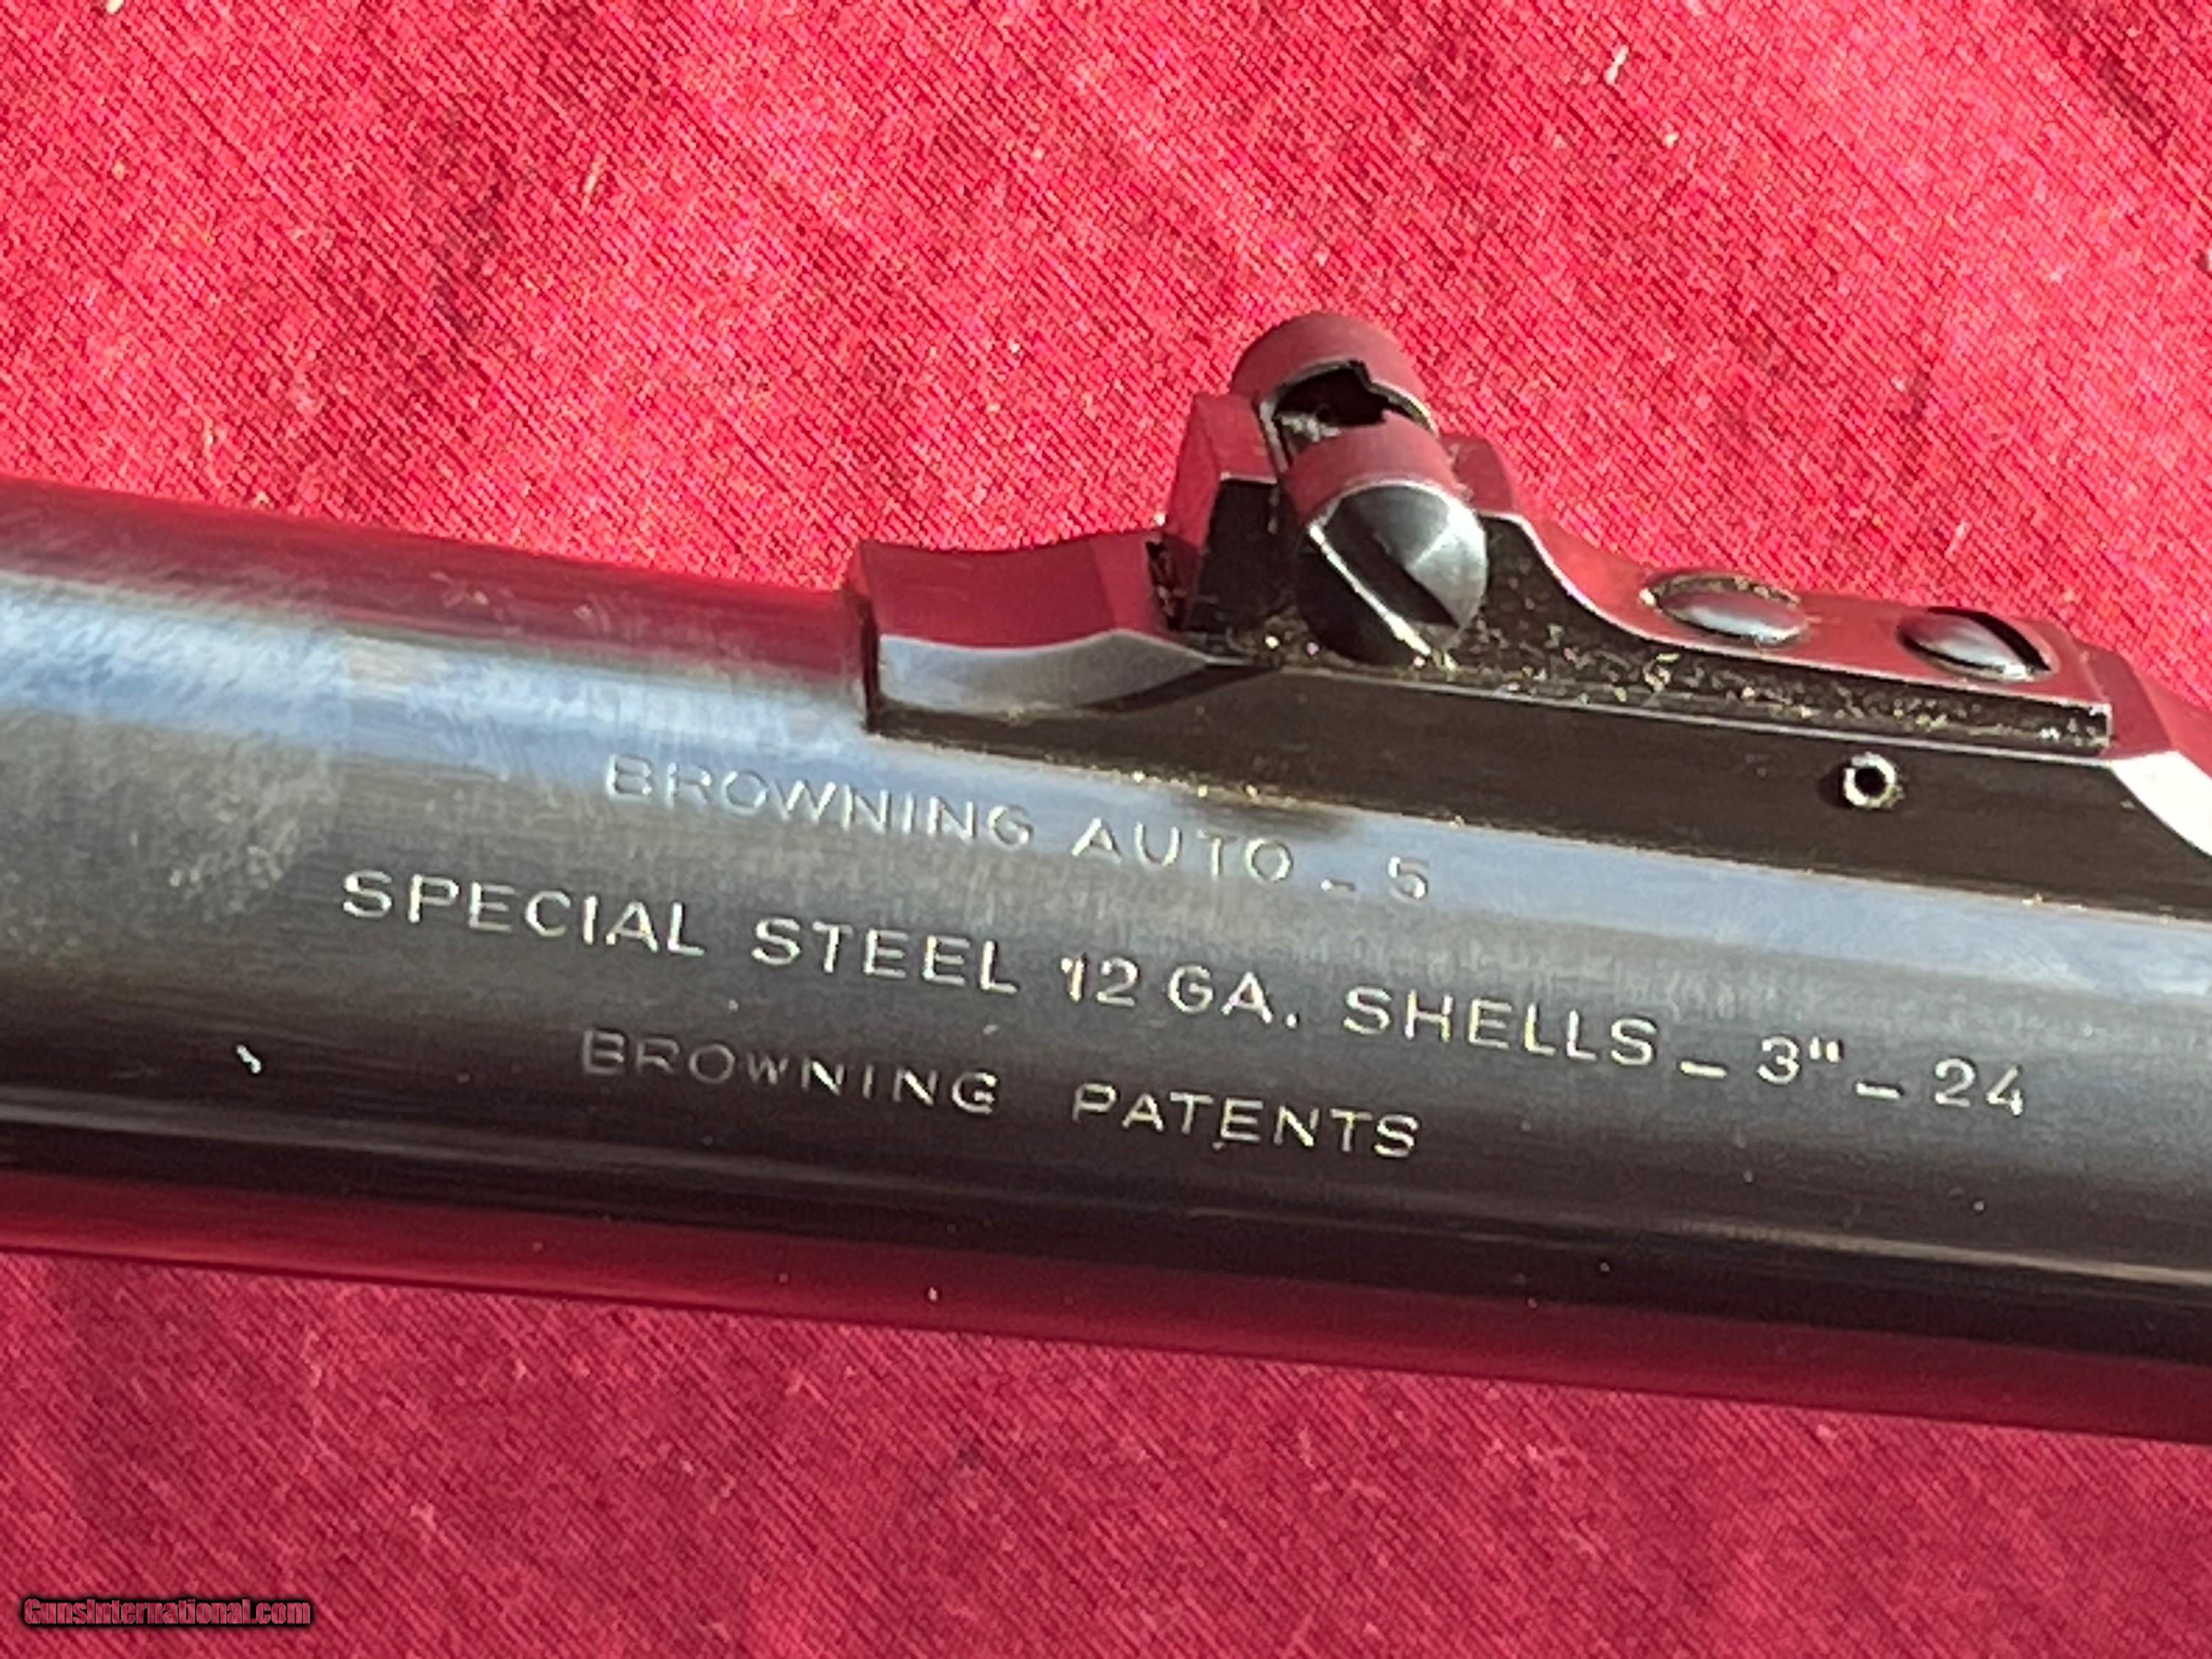 BROWNING AUTO - 5
SPECIAL STEEL 12 GA. SHELLS - 3" - 24
BROWNING PATENTS
GunsInternational.com